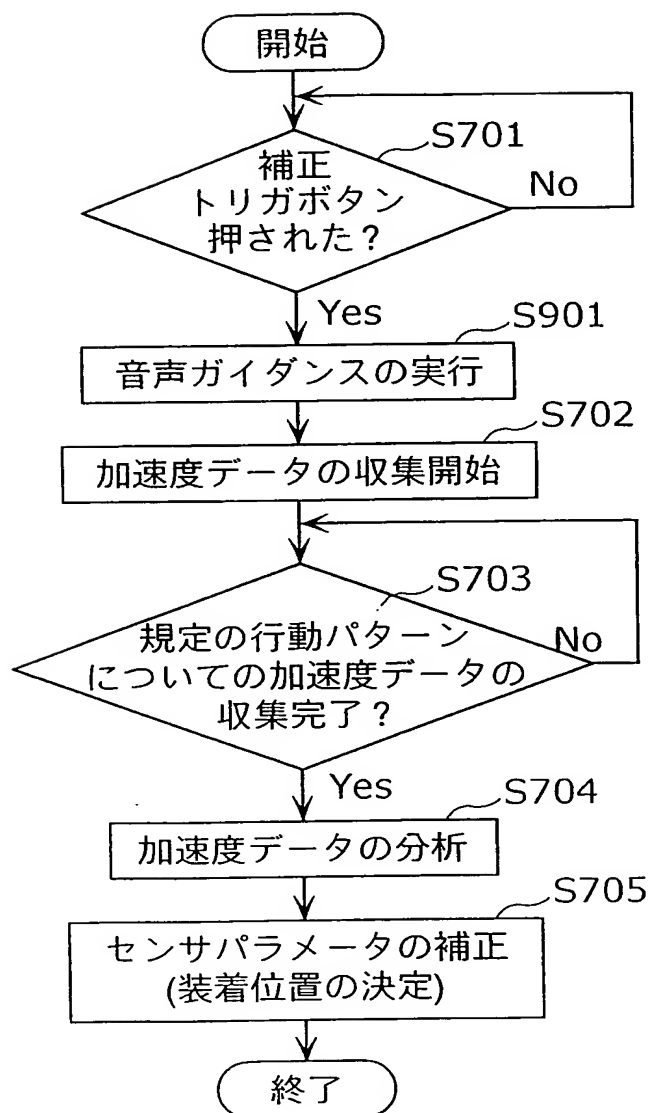 開始
S701
補正
トリガボタン
押された？
No
Yes
S901
音声ガイダンスの実行
S702
加速度データの収集開始
S703
規定の行動パターン
についての加速度データの
収集完了？
No
Yes
S704
加速度データの分析
S705
センサパラメータの補正
(装着位置の決定)
終了